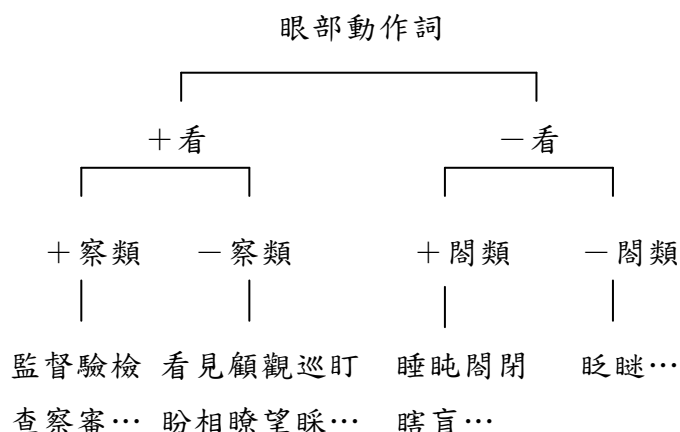 眼部動作詞
＋看 －看
＋察類 －察類 ＋閤類 －閤類
監督驗檢 看見顧觀巡盯 睡盹閤閉 眨瞇…
查察審… 盼相瞭望睬… 瞎盲…